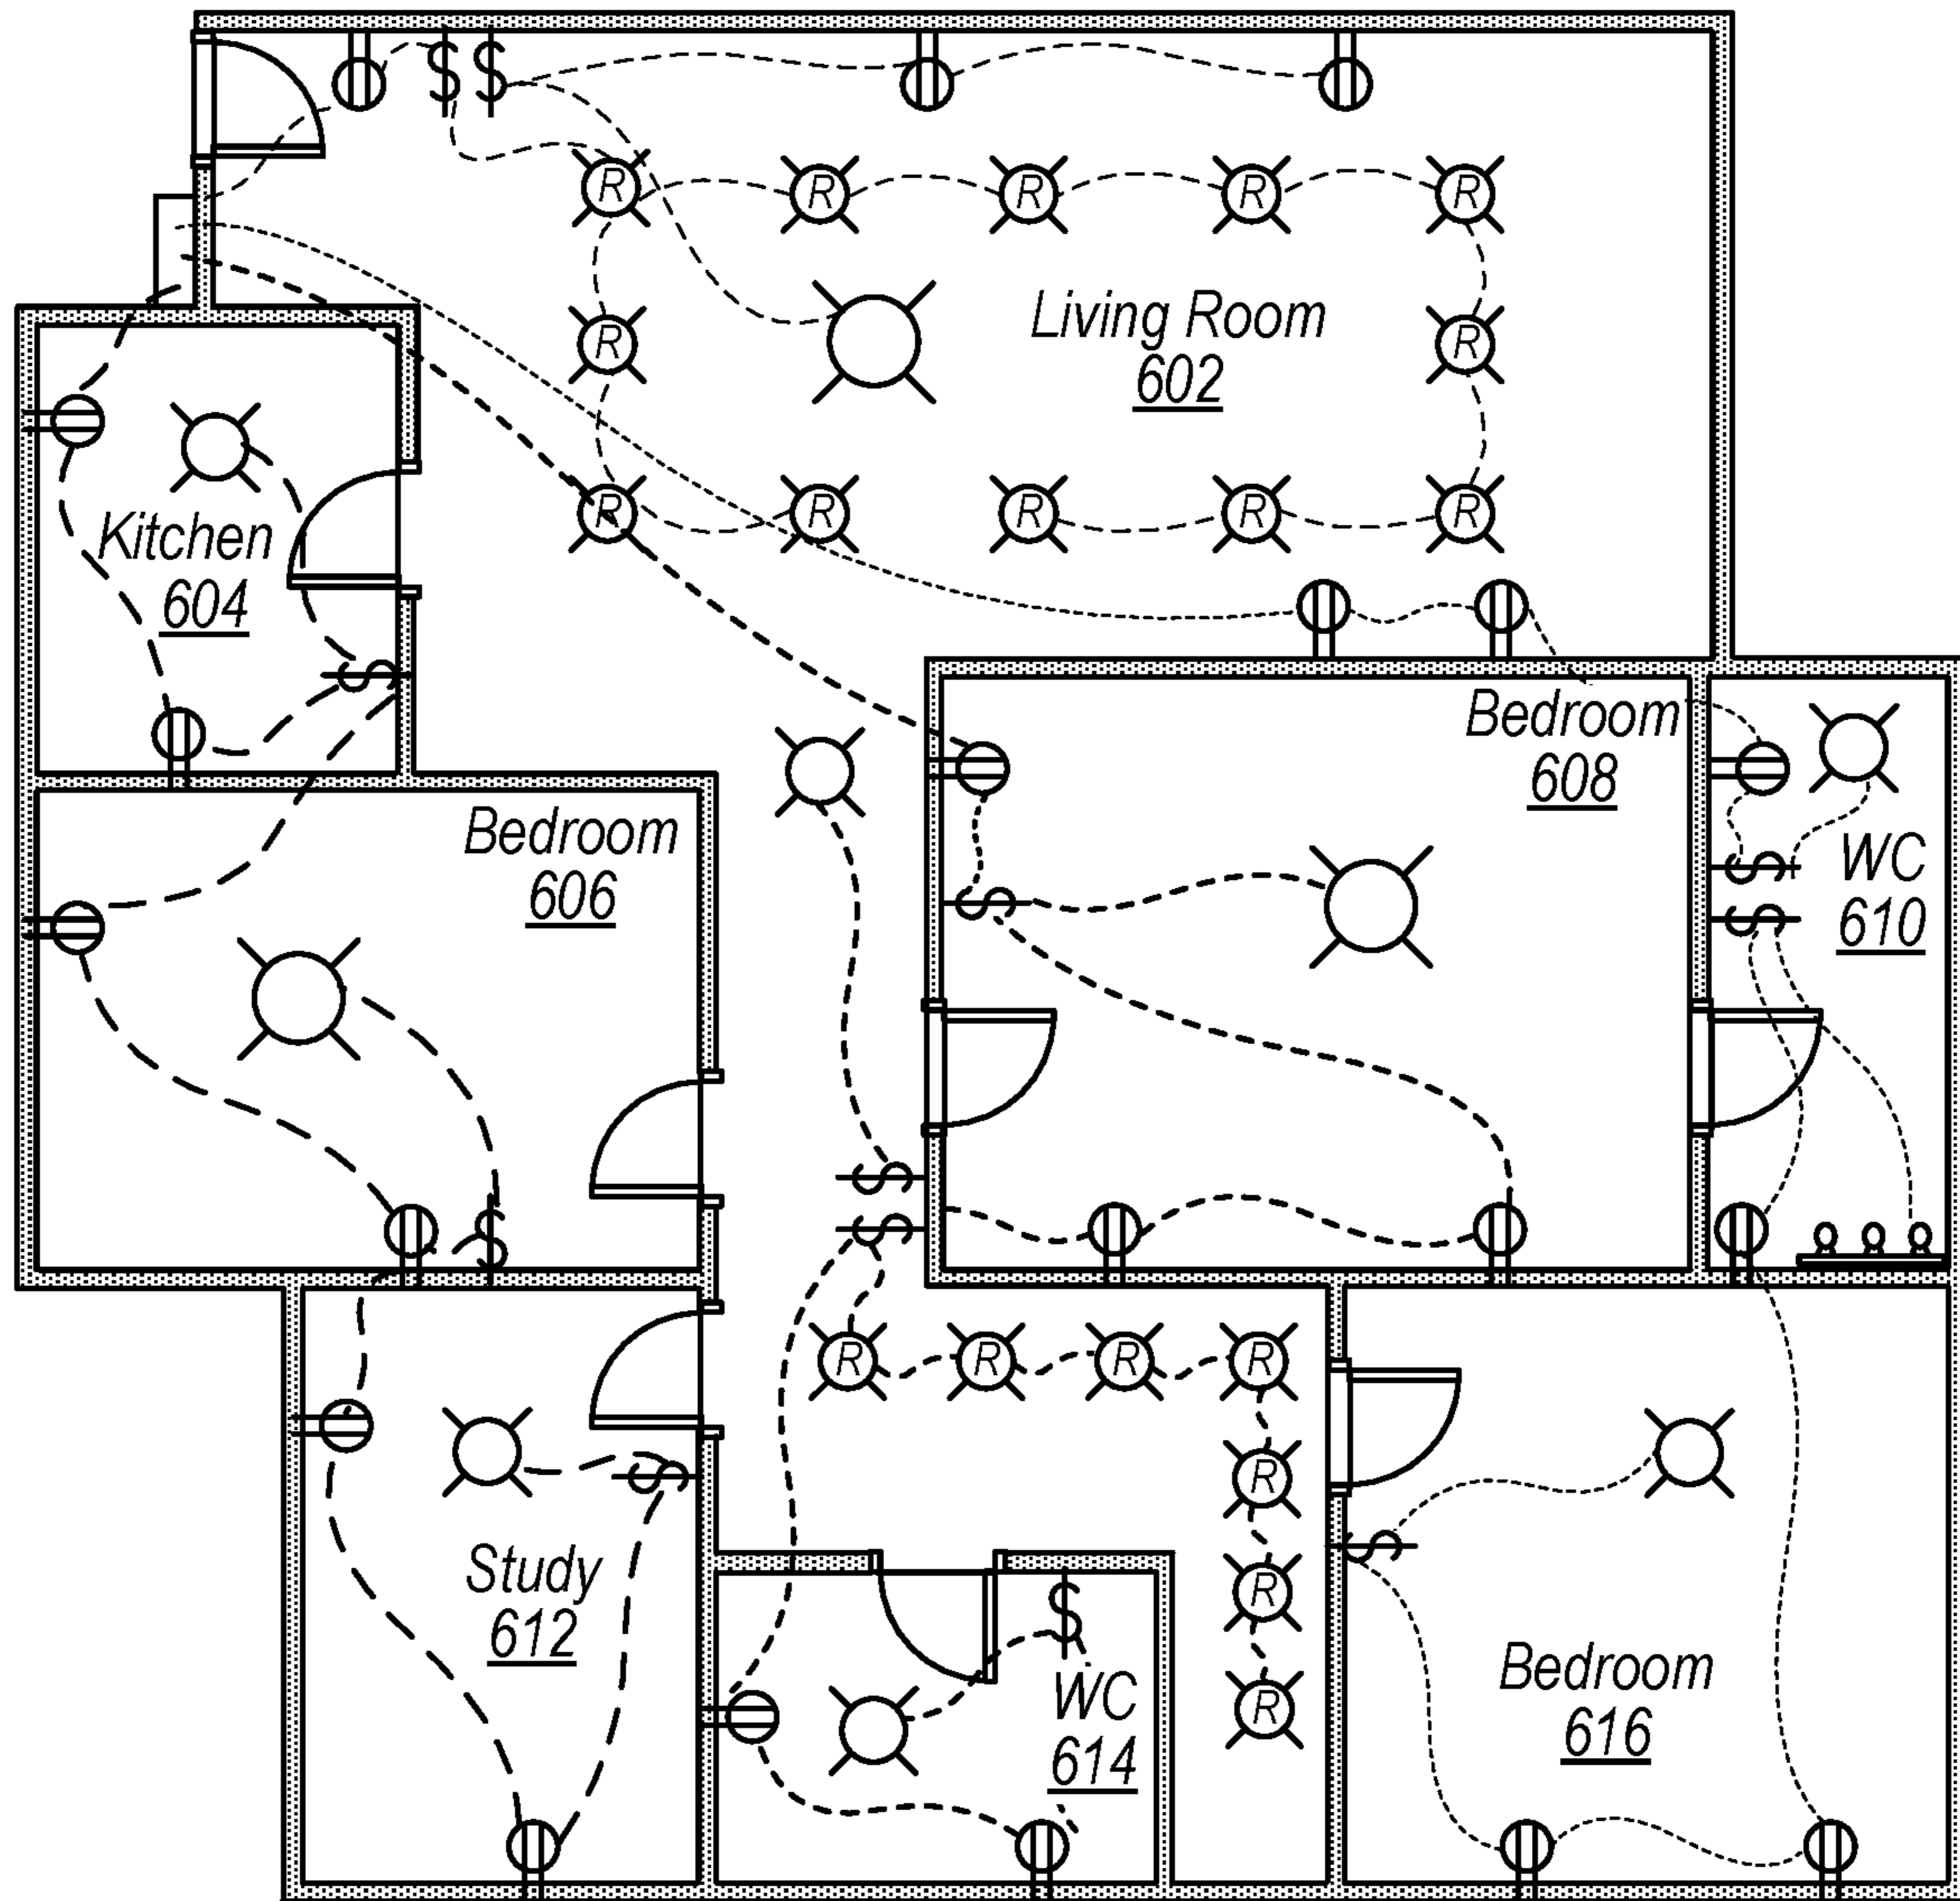 $ $
R R R R R
Living Room
602
R R
R R R R R
Kitchen
604
Bedroom
608
Bedroom
606
WC
610
R R R R
R
R
R
Study
612
WC
614
Bedroom
616